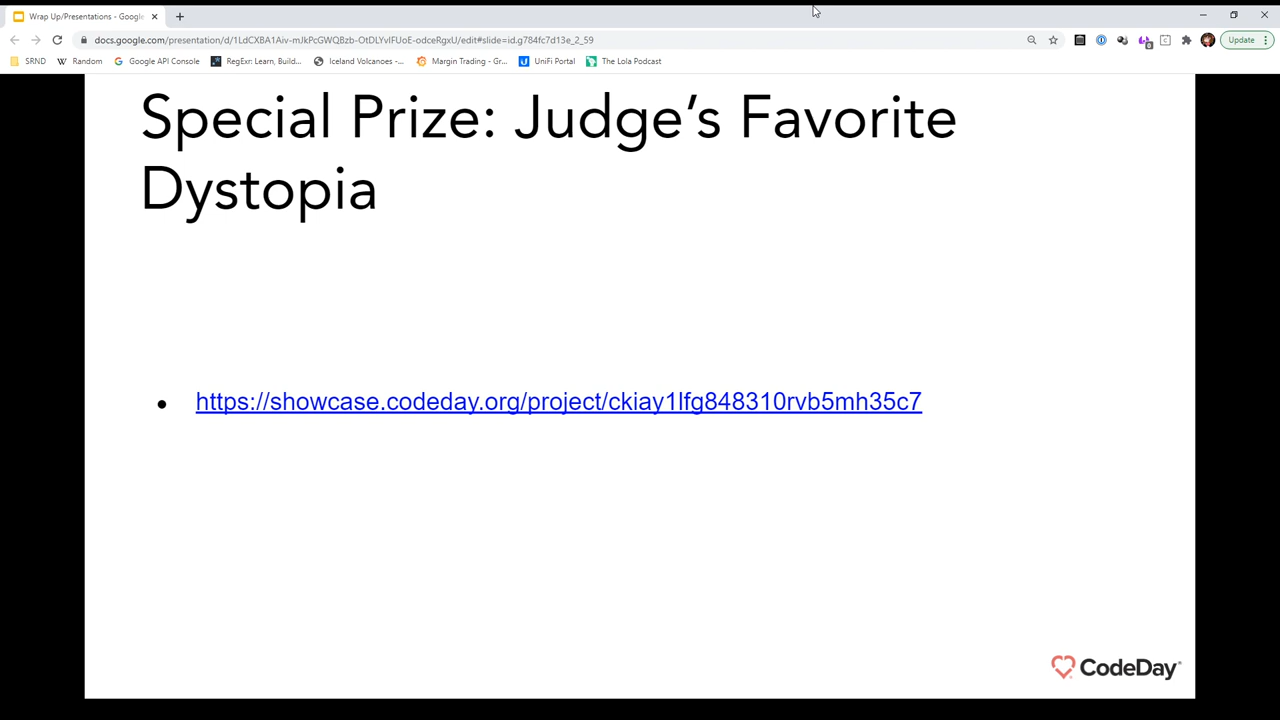 Wrap Up/Presentations - Google
docs.google.com/presentation/d/1LdCXBA1Aiv-mJkPcGWQBzb-OtDLYvIFUoE-odceRgxU/edit#slide=id.g784fc7d13e_2_59
Update
SRND
Random
Google API Console
RegExr: Learn, Build...
Iceland Volcanoes -...
Margin Trading - Gr...
UniFi Portal
The Lola Podcast
Special Prize: Judge’s Favorite
Dystopia
• https://showcase.codeday.org/project/ckiay1lfg848310rvb5mh35c7
CodeDay